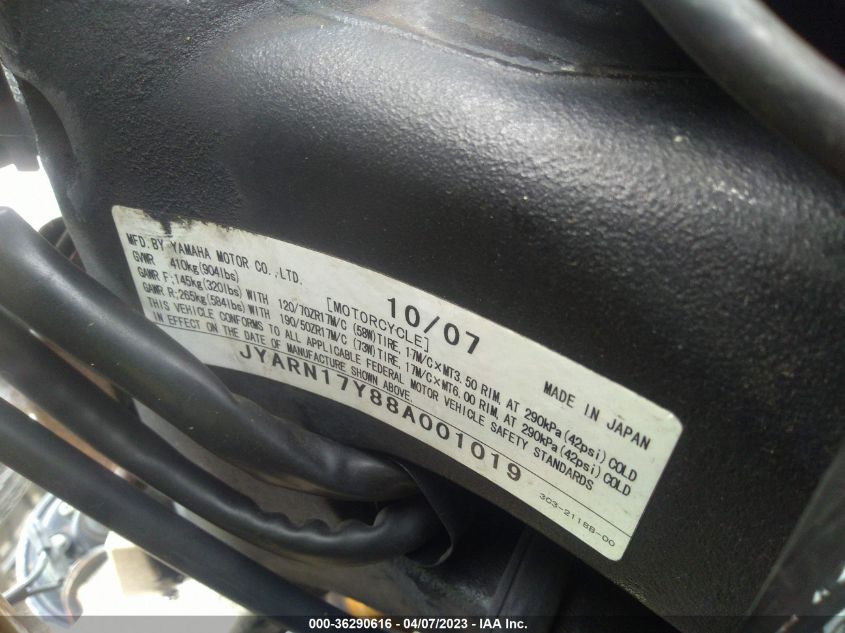 MFD.BY YAMAHA MOTOR CO.,LTD. 10/07
GVWR 410kg(904lbs) [MOTORCYCLE] MADE IN JAPAN
GAWR F;145kg(320lbs)WITH 120/70ZR17M/C (58W)TIRE, 17M/C×MT3.50 RIM, AT 290kPa(42psi)COLD
GAWR R;265kg(584lbs)WITH 190/50ZR17M/C (73W)TIRE, 17M/C×MT6.00 RIM, AT 290kPa(42psi)COLD
THIS VEHICLE CONFORMS TO ALL APPLICABLE FEDERAL MOTOR VEHICLE SAFETY STANDARDS
IN EFFECT ON THE DATE OF MANUFACTURE SHOWN ABOVE.
JYARN17Y88A001019
3C3-2118B-00
000-36290616 - 04/07/2023 - IAA Inc.